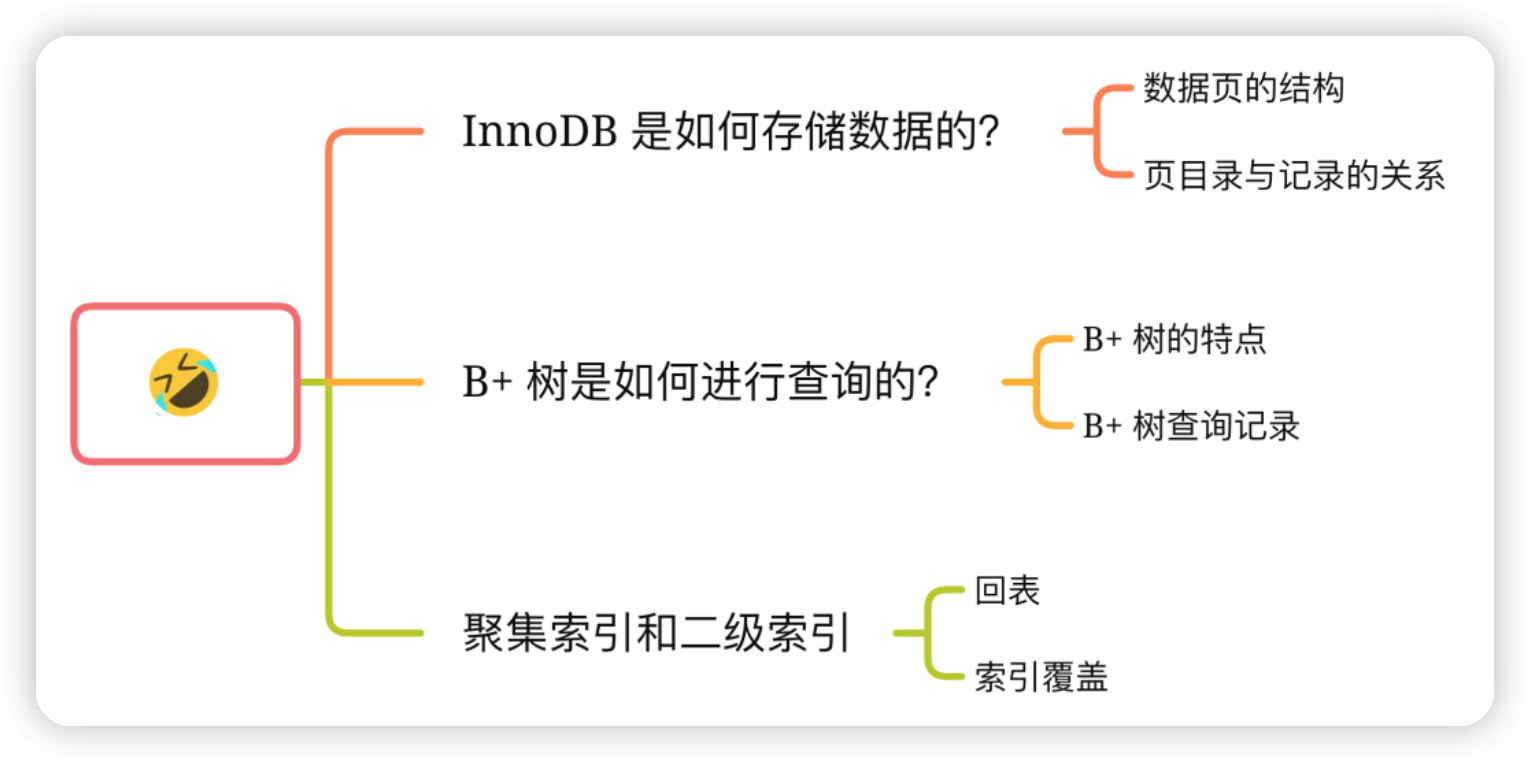 InnoDB 是如何存储数据的？
数据页的结构
页目录与记录的关系
B+ 树是如何进行查询的？
B+ 树的特点
B+ 树查询记录
聚集索引和二级索引
回表
索引覆盖